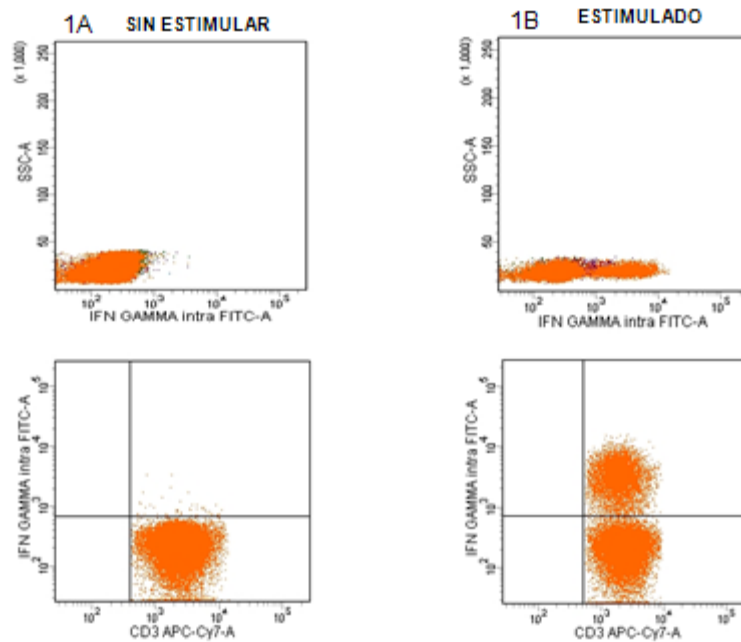 1A SIN ESTIMULAR
(x 1,000)
SSC-A
250
200
150
100
50
10² 10³ 10⁴ 10⁵
IFN GAMMA intra FITC-A
1B ESTIMULADO
(x 1,000)
SSC-A
250
200
150
100
50
10² 10³ 10⁴ 10⁵
IFN GAMMA intra FITC-A
IFN GAMMA intra FITC-A
10⁵
10⁴
10³
10²
10² 10³ 10⁴ 10⁵
CD3 APC-Cy7-A
IFN GAMMA intra FITC-A
10⁵
10⁴
10³
10²
10² 10³ 10⁴ 10⁵
CD3 APC-Cy7-A